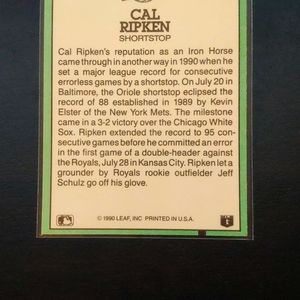 CAL
RIPKEN
SHORTSTOP
Cal Ripken's reputation as an Iron Horse
came through in another way in 1990 when he
set a major league record for consecutive
errorless games by a shortstop. On July 20 in
Baltimore, the Oriole shortstop eclipsed the
record of 88 established in 1989 by Kevin
Elster of the New York Mets. The milestone
came in a 3-2 victory over the Chicago White
Sox. Ripken extended the record to 95 con-
secutive games before he committed an error
in the first game of a double-header against
the Royals, July 28 in Kansas City. Ripken let a
grounder by Royals rookie outfielder Jeff
Schulz go off his glove.
© 1990 LEAF, INC PRINTED IN U.S.A.